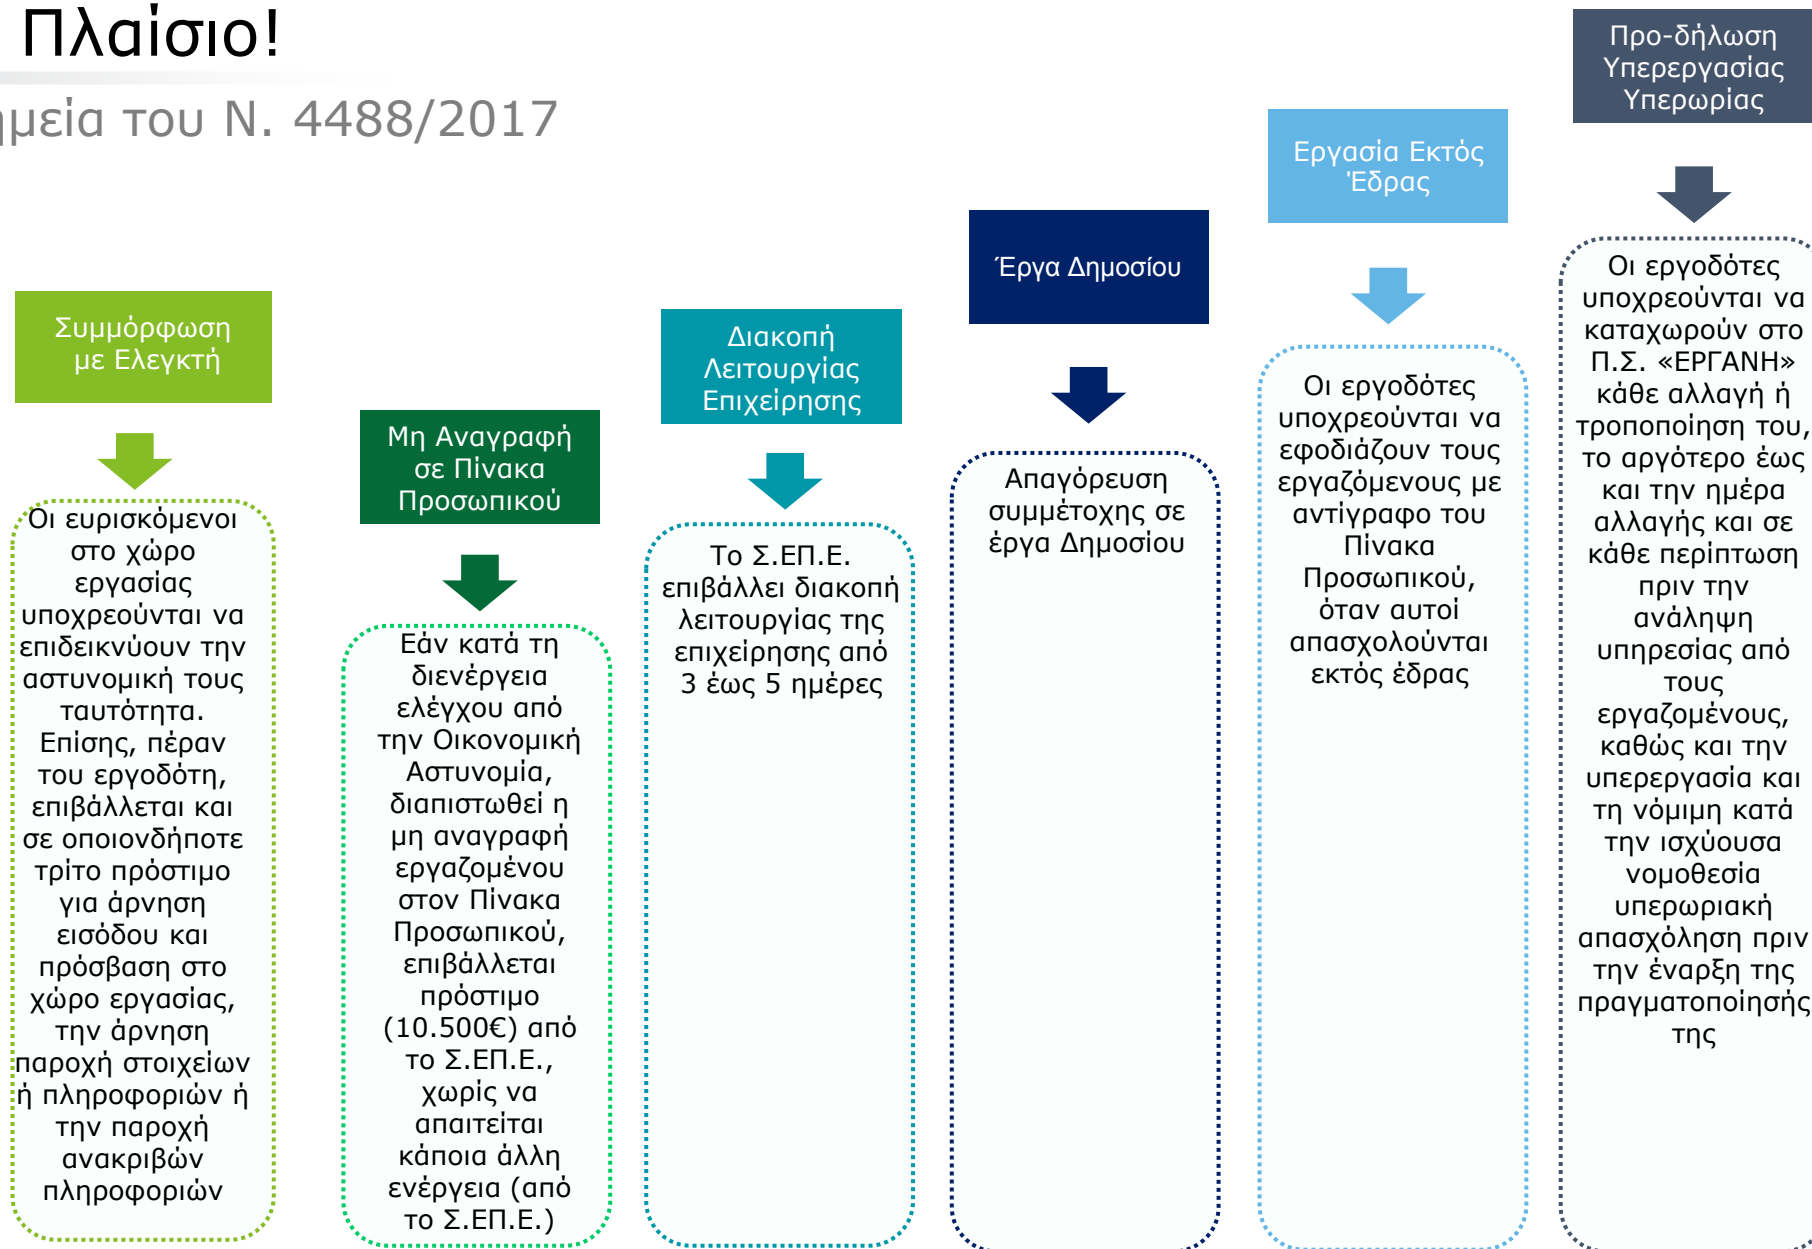 Πλαίσιο!
ημεία του Ν. 4488/2017
Συμμόρφωση
με Ελεγκτή
Οι ευρισκόμενοι
στο χώρο
εργασίας
υποχρεούνται να
επιδεικνύουν την
αστυνομική τους
ταυτότητα.
Επίσης, πέραν
του εργοδότη,
επιβάλλεται και
σε οποιονδήποτε
τρίτο πρόστιμο
για άρνηση
εισόδου και
πρόσβαση στο
χώρο εργασίας,
την άρνηση
παροχή στοιχείων
ή πληροφοριών ή
την παροχή
ανακριβών
πληροφοριών
Μη Αναγραφή
σε Πίνακα
Προσωπικού
Εάν κατά τη
διενέργεια
ελέγχου από
την Οικονομική
Αστυνομία,
διαπιστωθεί η
μη αναγραφή
εργαζομένου
στον Πίνακα
Προσωπικού,
επιβάλλεται
πρόστιμο
(10.500€) από
το Σ.ΕΠ.Ε.,
χωρίς να
απαιτείται
κάποια άλλη
ενέργεια (από
το Σ.ΕΠ.Ε.)
Διακοπή
Λειτουργίας
Επιχείρησης
Το Σ.ΕΠ.Ε.
επιβάλλει διακοπή
λειτουργίας της
επιχείρησης από
3 έως 5 ημέρες
Έργα Δημοσίου
Απαγόρευση
συμμέτοχης σε
έργα Δημοσίου
Εργασία Εκτός
Έδρας
Οι εργοδότες
υποχρεούνται να
εφοδιάζουν τους
εργαζόμενους με
αντίγραφο του
Πίνακα
Προσωπικού,
όταν αυτοί
απασχολούνται
εκτός έδρας
Προ-δήλωση
Υπερεργασίας
Υπερωρίας
Οι εργοδότες
υποχρεούνται να
καταχωρούν στο
Π.Σ. «ΕΡΓΑΝΗ»
κάθε αλλαγή ή
τροποποίηση του,
το αργότερο έως
και την ημέρα
αλλαγής και σε
κάθε περίπτωση
πριν την
ανάληψη
υπηρεσίας από
τους
εργαζομένους,
καθώς και την
υπερεργασία και
τη νόμιμη κατά
την ισχύουσα
νομοθεσία
υπερωριακή
απασχόληση πριν
την έναρξη της
πραγματοποίησής
της